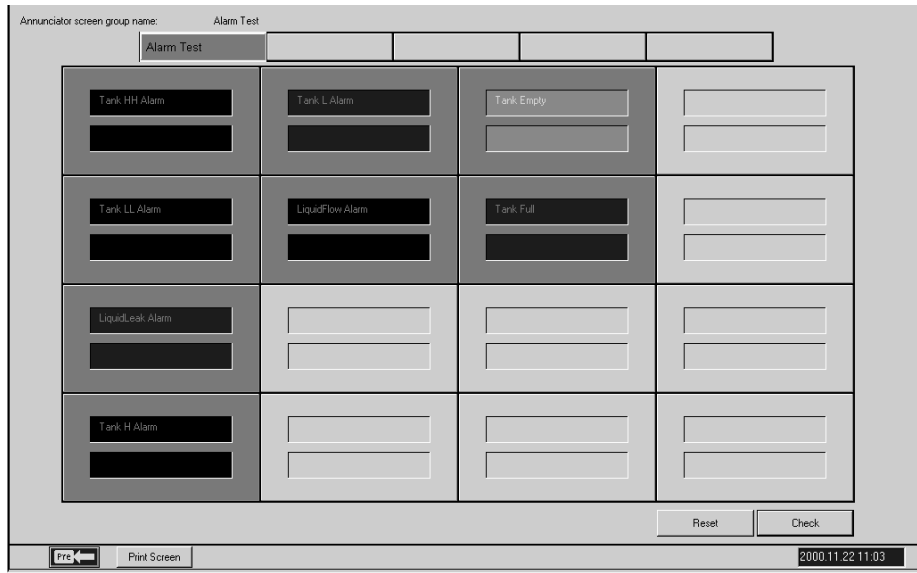 Annunciator screen group name: Alarm Test
Alarm Test
Tank HH Alarm Tank L Alarm Tank Empty
Tank LL Alarm LiquidFlow Alarm Tank Full
LiquidLeak Alarm
Tank H Alarm
Reset Check
Pre Print Screen 2000.11.22 11:03